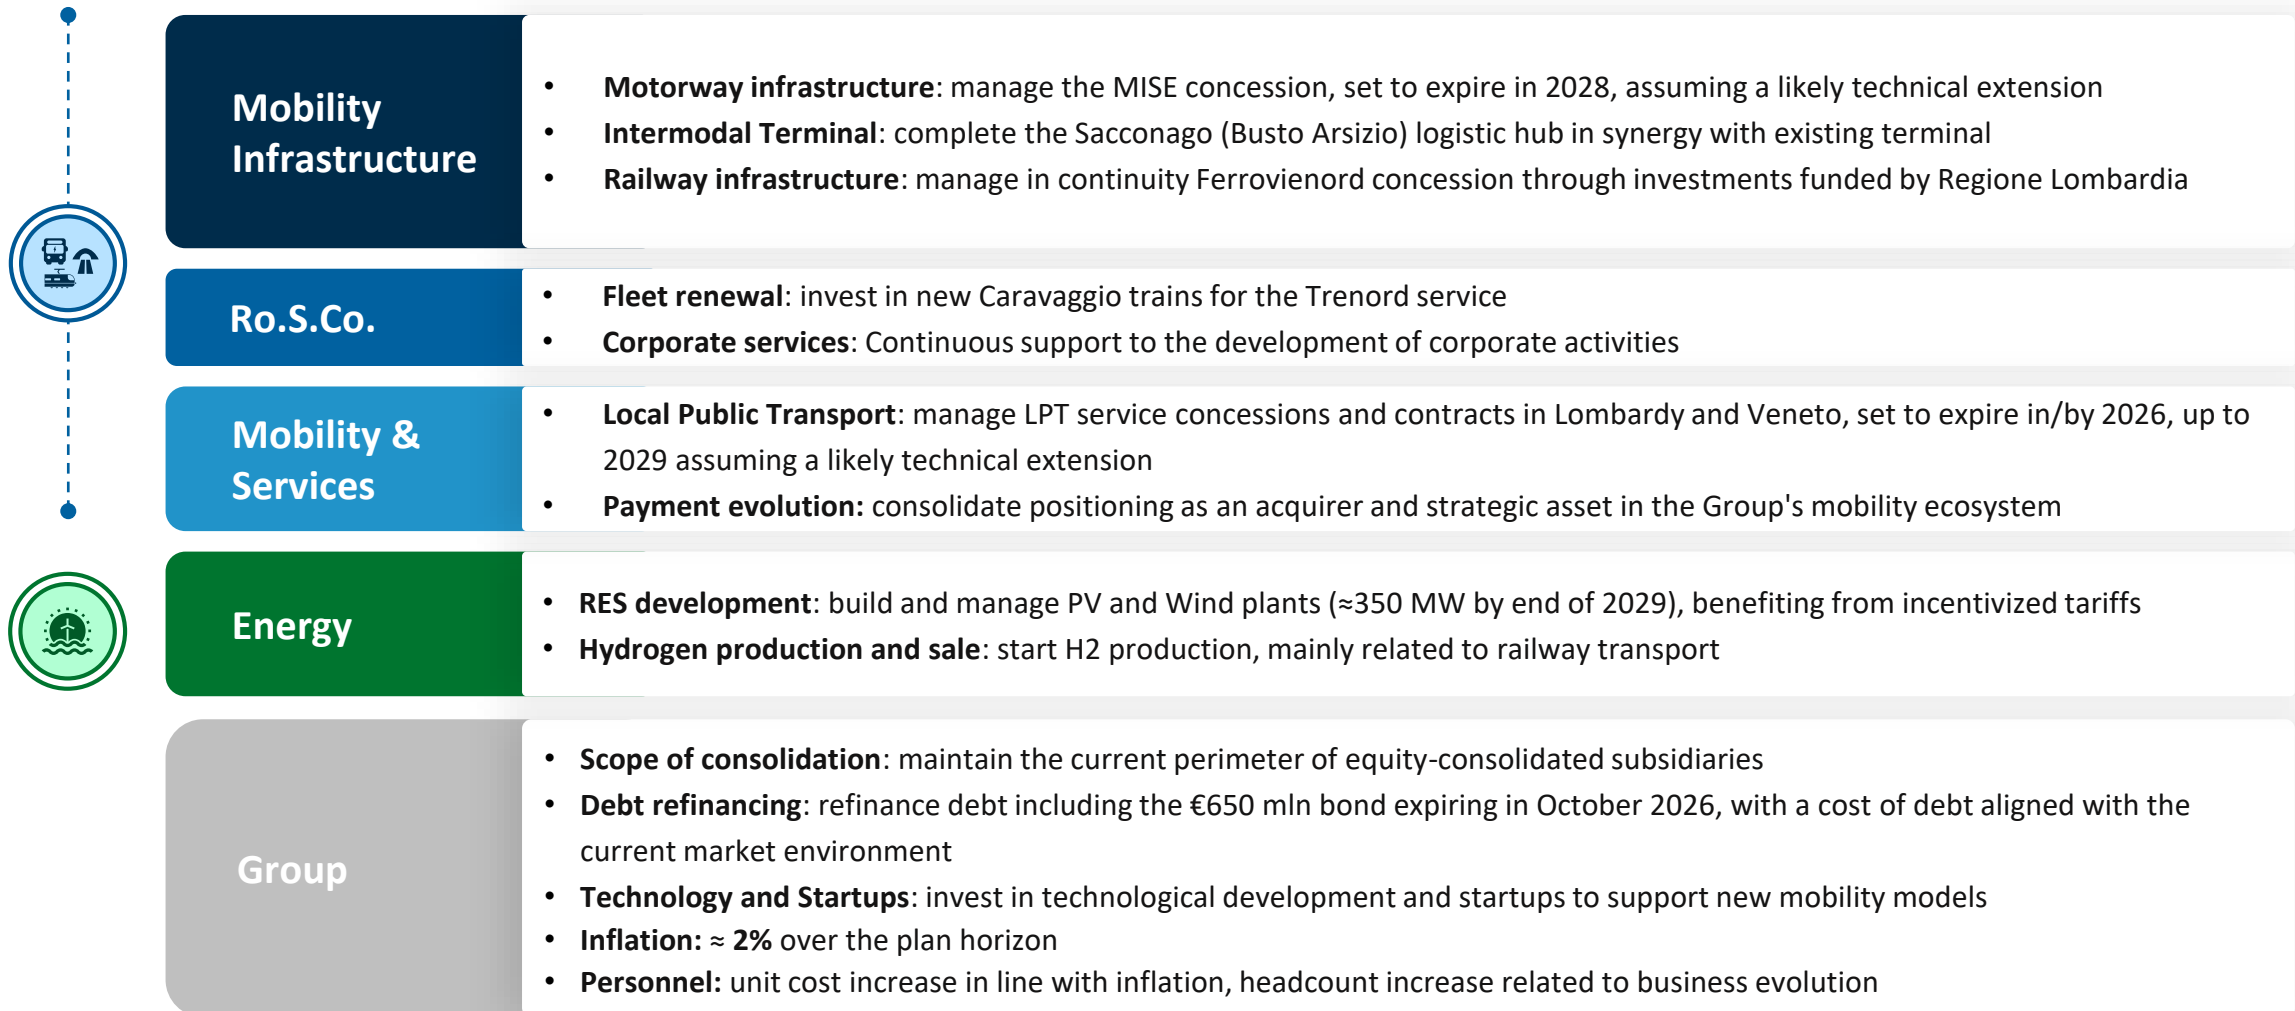 Mobility
Infrastructure
• Motorway infrastructure: manage the MISE concession, set to expire in 2028, assuming a likely technical extension
• Intermodal Terminal: complete the Sacconago (Busto Arsizio) logistic hub in synergy with existing terminal
• Railway infrastructure: manage in continuity Ferrovienord concession through investments funded by Regione Lombardia
Ro.S.Co.
• Fleet renewal: invest in new Caravaggio trains for the Trenord service
• Corporate services: Continuous support to the development of corporate activities
Mobility &
Services
• Local Public Transport: manage LPT service concessions and contracts in Lombardy and Veneto, set to expire in/by 2026, up to
2029 assuming a likely technical extension
• Payment evolution: consolidate positioning as an acquirer and strategic asset in the Group's mobility ecosystem
Energy
• RES development: build and manage PV and Wind plants (≈350 MW by end of 2029), benefiting from incentivized tariffs
• Hydrogen production and sale: start H2 production, mainly related to railway transport
Group
• Scope of consolidation: maintain the current perimeter of equity-consolidated subsidiaries
• Debt refinancing: refinance debt including the €650 mln bond expiring in October 2026, with a cost of debt aligned with the
current market environment
• Technology and Startups: invest in technological development and startups to support new mobility models
• Inflation: ≈ 2% over the plan horizon
• Personnel: unit cost increase in line with inflation, headcount increase related to business evolution